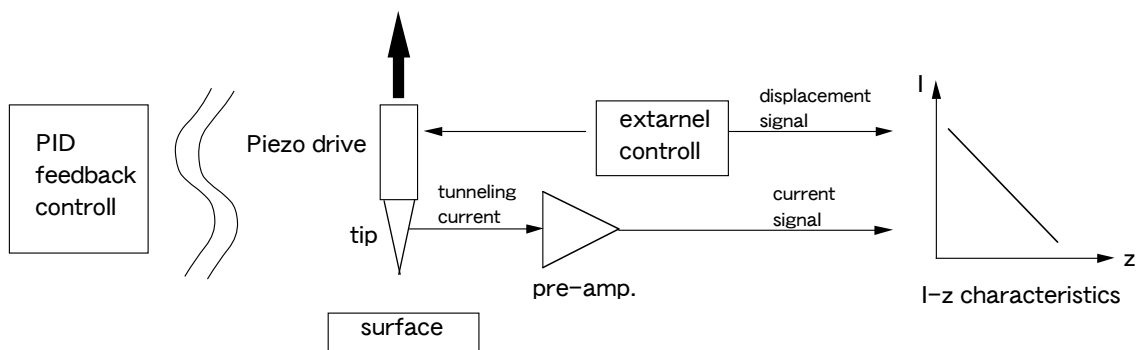 PID
feedback
controll
Piezo drive
tip
surface
tunneling
current
pre-amp.
extarnel
controll
displacement
signal
current
signal
I
z
I-z characteristics